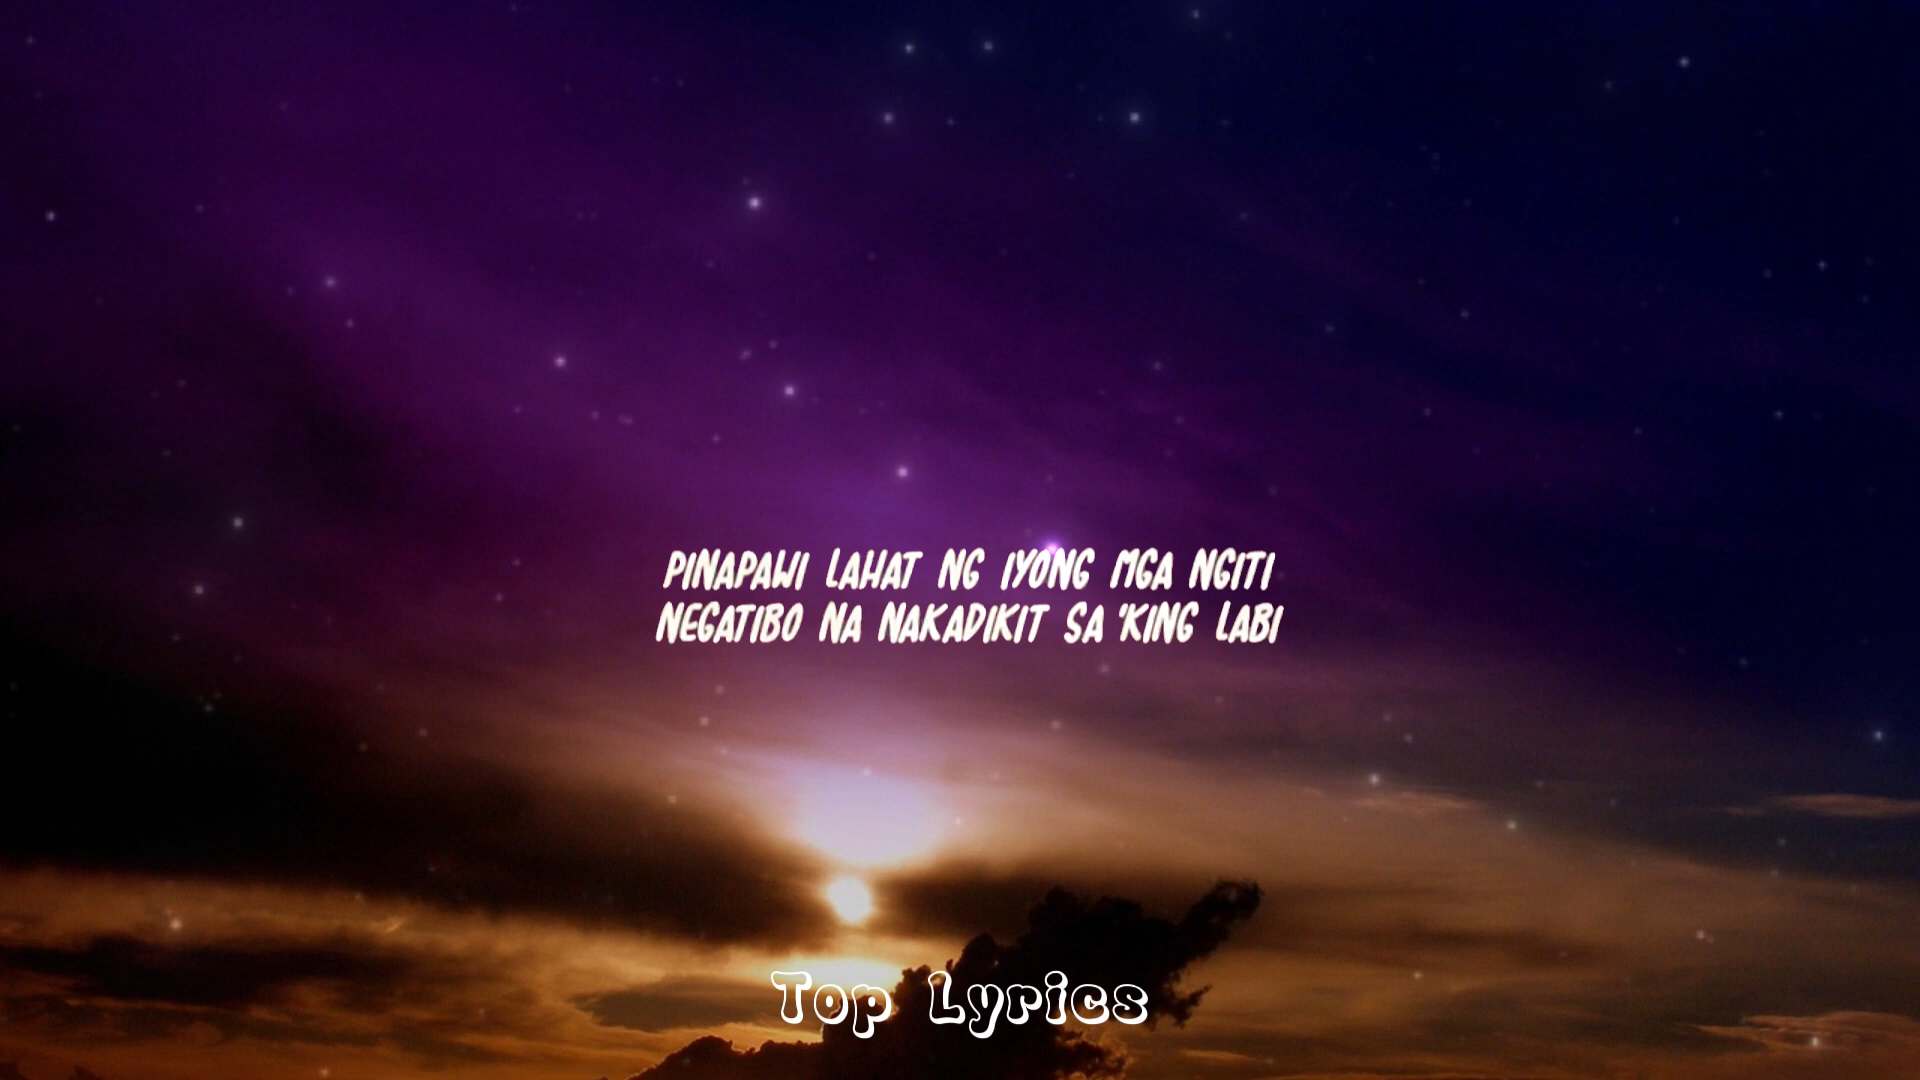 PINAPAWI LAHAT NG IYONG MGA NGITI
NEGATIBO NA NAKADIKIT SA 'KING LABI
Top Lyrics